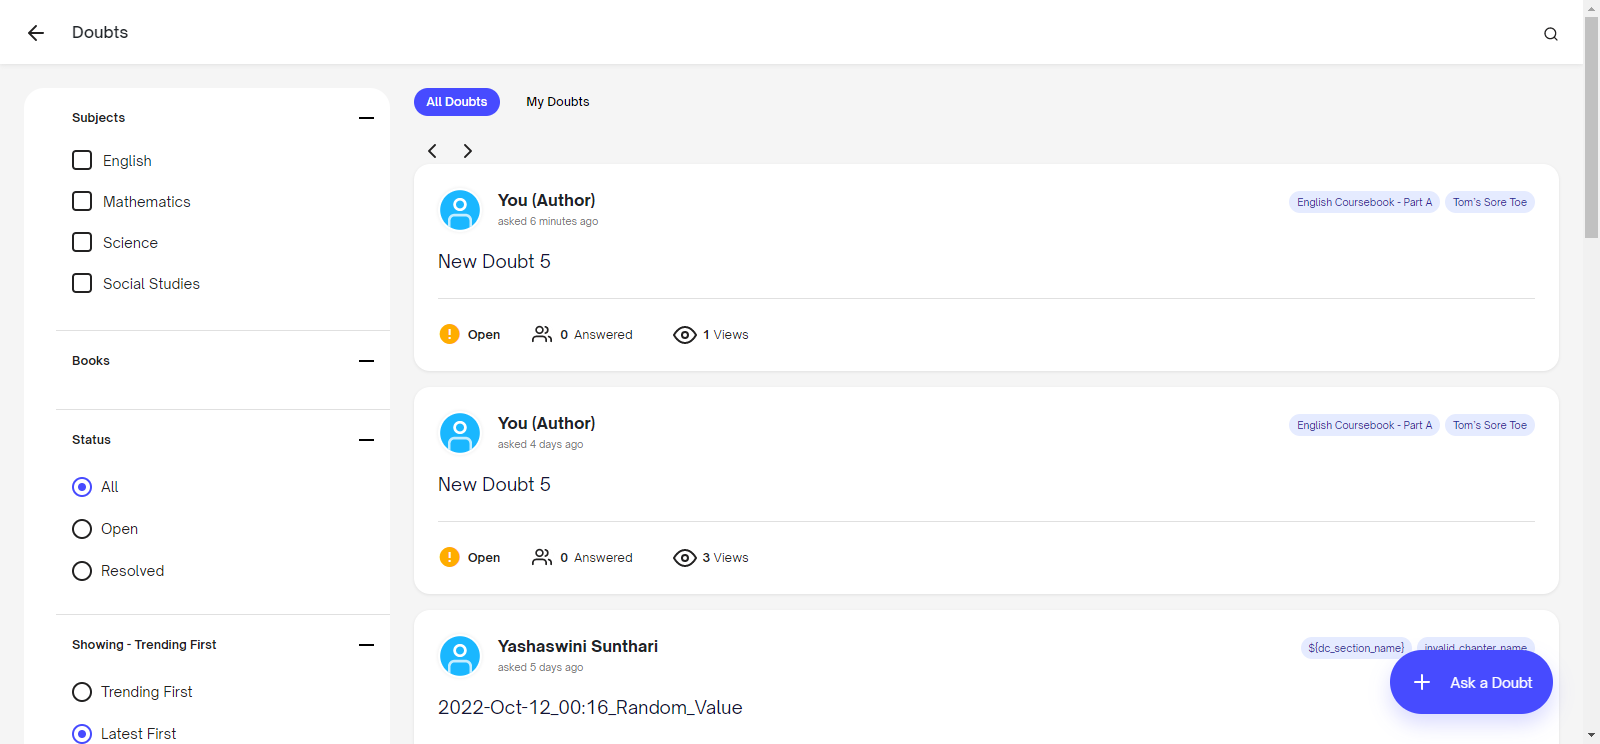 Doubts
Subjects
English
Mathematics
Science
Social Studies
Books
Status
All
Open
Resolved
Showing - Trending First
Trending First
Latest First
All Doubts
My Doubts
You (Author)
asked 6 minutes ago
English Coursebook - Part A
Tom's Sore Toe
New Doubt 5
Open
0 Answered
1 Views
You (Author)
asked 4 days ago
English Coursebook - Part A
Tom's Sore Toe
New Doubt 5
Open
0 Answered
3 Views
Yashaswini Sunthari
asked 5 days ago
${dc_section_name}
invalid_chapter_name
2022-Oct-12_00:16_Random_Value
Ask a Doubt